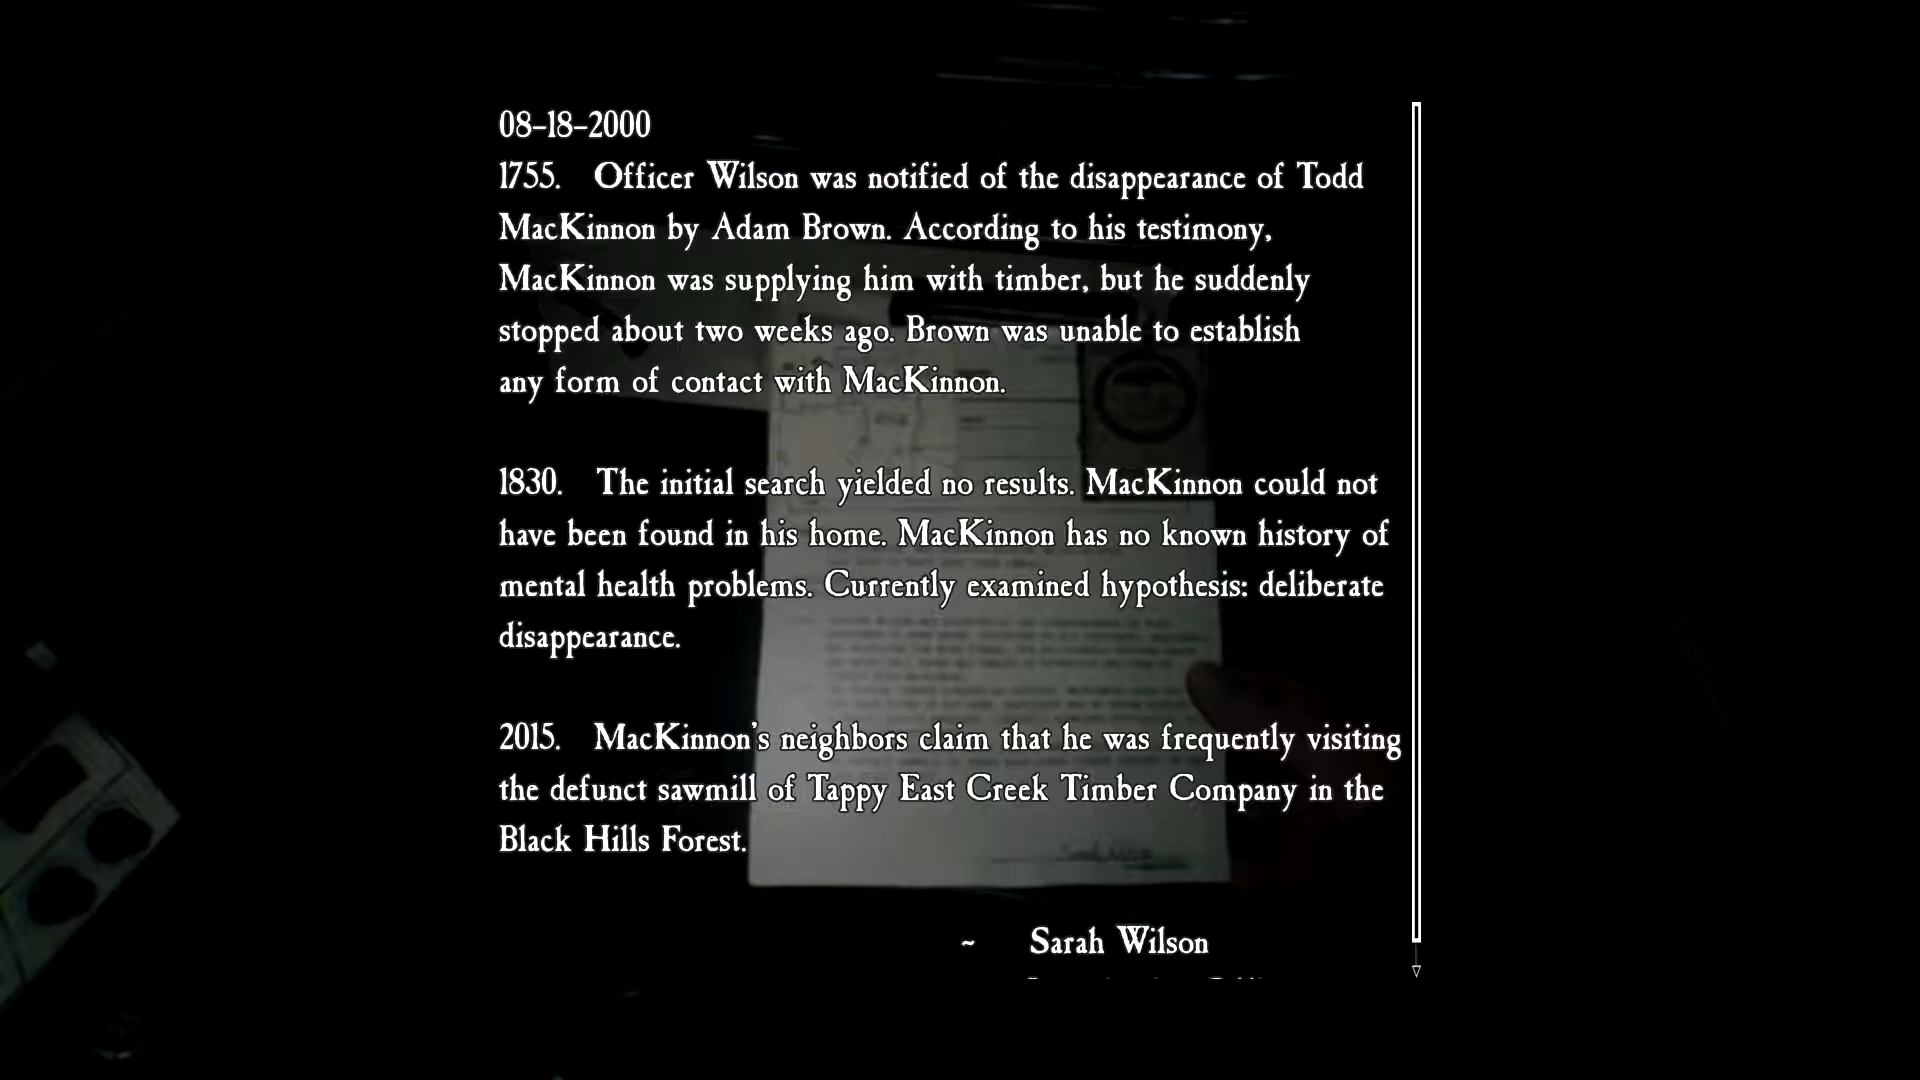 08-18-2000
1755. Officer Wilson was notified of the disappearance of Todd
MacKinnon by Adam Brown. According to his testimony,
MacKinnon was supplying him with timber, but he suddenly
stopped about two weeks ago. Brown was unable to establish
any form of contact with MacKinnon.
1830. The initial search yielded no results. MacKinnon could not
have been found in his home. MacKinnon has no known history of
mental health problems. Currently examined hypothesis: deliberate
disappearance.
2015. MacKinnon's neighbors claim that he was frequently visiting
the defunct sawmill of Tappy East Creek Timber Company in the
Black Hills Forest.
~ Sarah Wilson